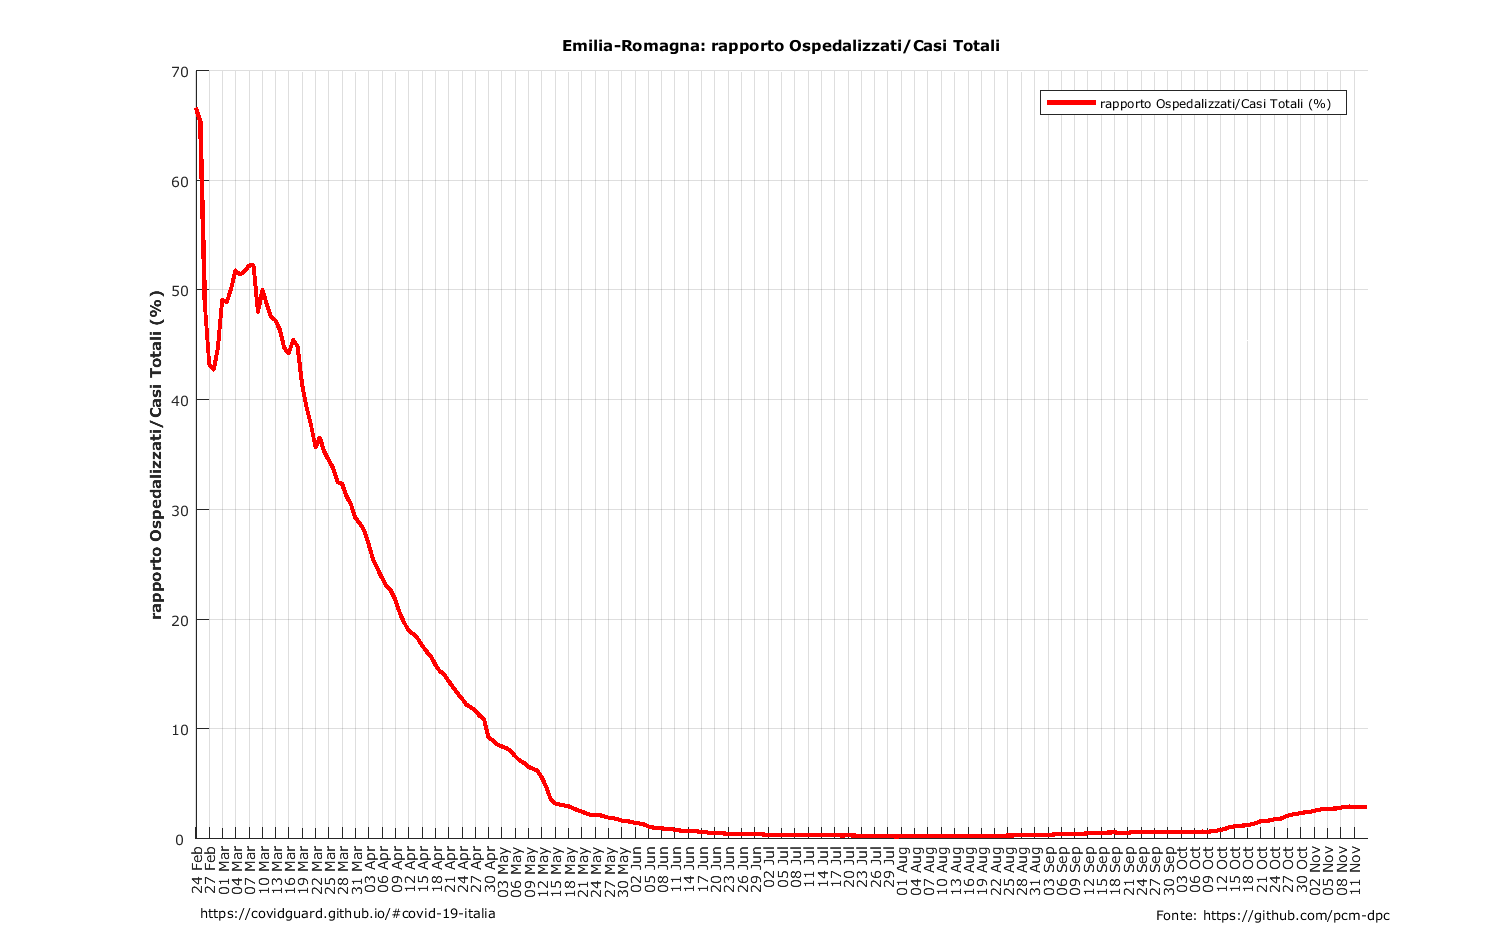 Emilia-Romagna: rapporto Ospedalizzati/Casi Totali
rapporto Ospedalizzati/Casi Totali (%)
rapporto Ospedalizzati/Casi Totali (%)
70
60
50
40
30
20
10
0
24 Feb
27 Feb
01 Mar
04 Mar
07 Mar
10 Mar
13 Mar
16 Mar
19 Mar
22 Mar
25 Mar
28 Mar
31 Mar
03 Apr
06 Apr
09 Apr
12 Apr
15 Apr
18 Apr
21 Apr
24 Apr
27 Apr
30 Apr
03 May
06 May
09 May
12 May
15 May
18 May
21 May
24 May
27 May
30 May
02 Jun
05 Jun
08 Jun
11 Jun
14 Jun
17 Jun
20 Jun
23 Jun
26 Jun
29 Jun
02 Jul
05 Jul
08 Jul
11 Jul
14 Jul
17 Jul
20 Jul
23 Jul
26 Jul
29 Jul
01 Aug
04 Aug
07 Aug
10 Aug
13 Aug
16 Aug
19 Aug
22 Aug
25 Aug
28 Aug
31 Aug
03 Sep
06 Sep
09 Sep
12 Sep
15 Sep
18 Sep
21 Sep
24 Sep
27 Sep
30 Sep
03 Oct
06 Oct
09 Oct
12 Oct
15 Oct
18 Oct
21 Oct
24 Oct
27 Oct
30 Oct
02 Nov
05 Nov
08 Nov
11 Nov
https://covidguard.github.io/#covid-19-italia
Fonte: https://github.com/pcm-dpc